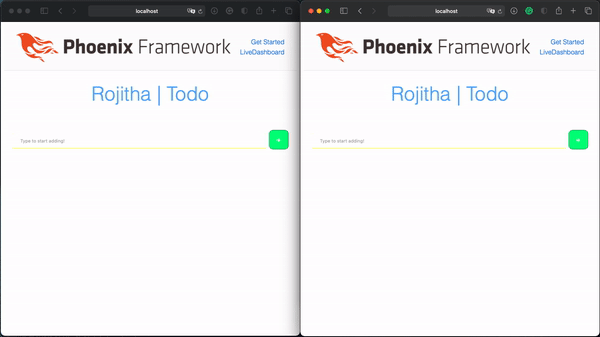 localhost
Phoenix Framework
Get Started
LiveDashboard
Rojitha | Todo
Type to start adding!
+
localhost
Phoenix Framework
Get Started
LiveDashboard
Rojitha | Todo
Type to start adding!
+